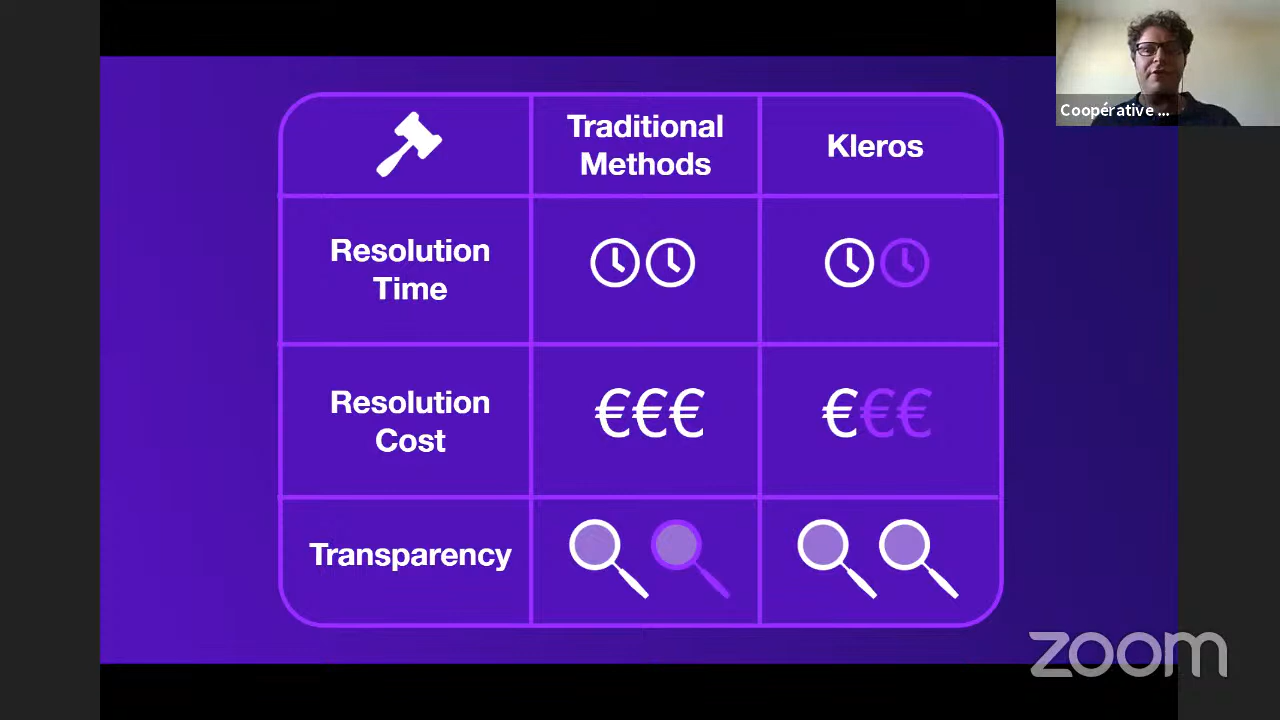 Traditional
Methods
Kleros
Resolution
Time
Resolution
Cost
€€€
€€€
Transparency
Coopérative ...
zoom